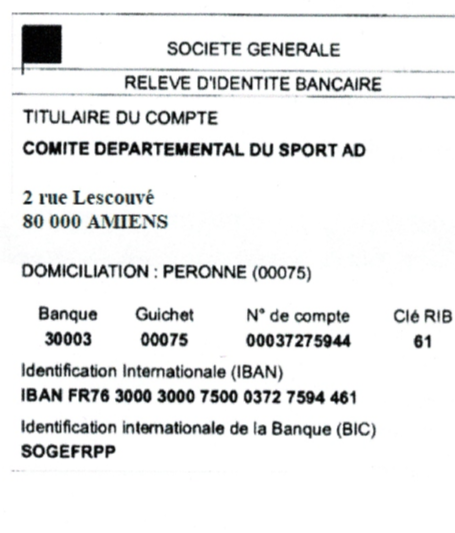 SOCIETE GENERALE
RELEVE D'IDENTITE BANCAIRE
TITULAIRE DU COMPTE
COMITE DEPARTEMENTAL DU SPORT AD
2 rue Lescouvé
80 000 AMIENS
DOMICILIATION : PERONNE (00075)
Banque Guichet N° de compte Clé RIB
30003 00075 00037275944 61
Identification Internationale (IBAN)
IBAN FR76 3000 3000 7500 0372 7594 461
Identification internationale de la Banque (BIC)
SOGEFRPP